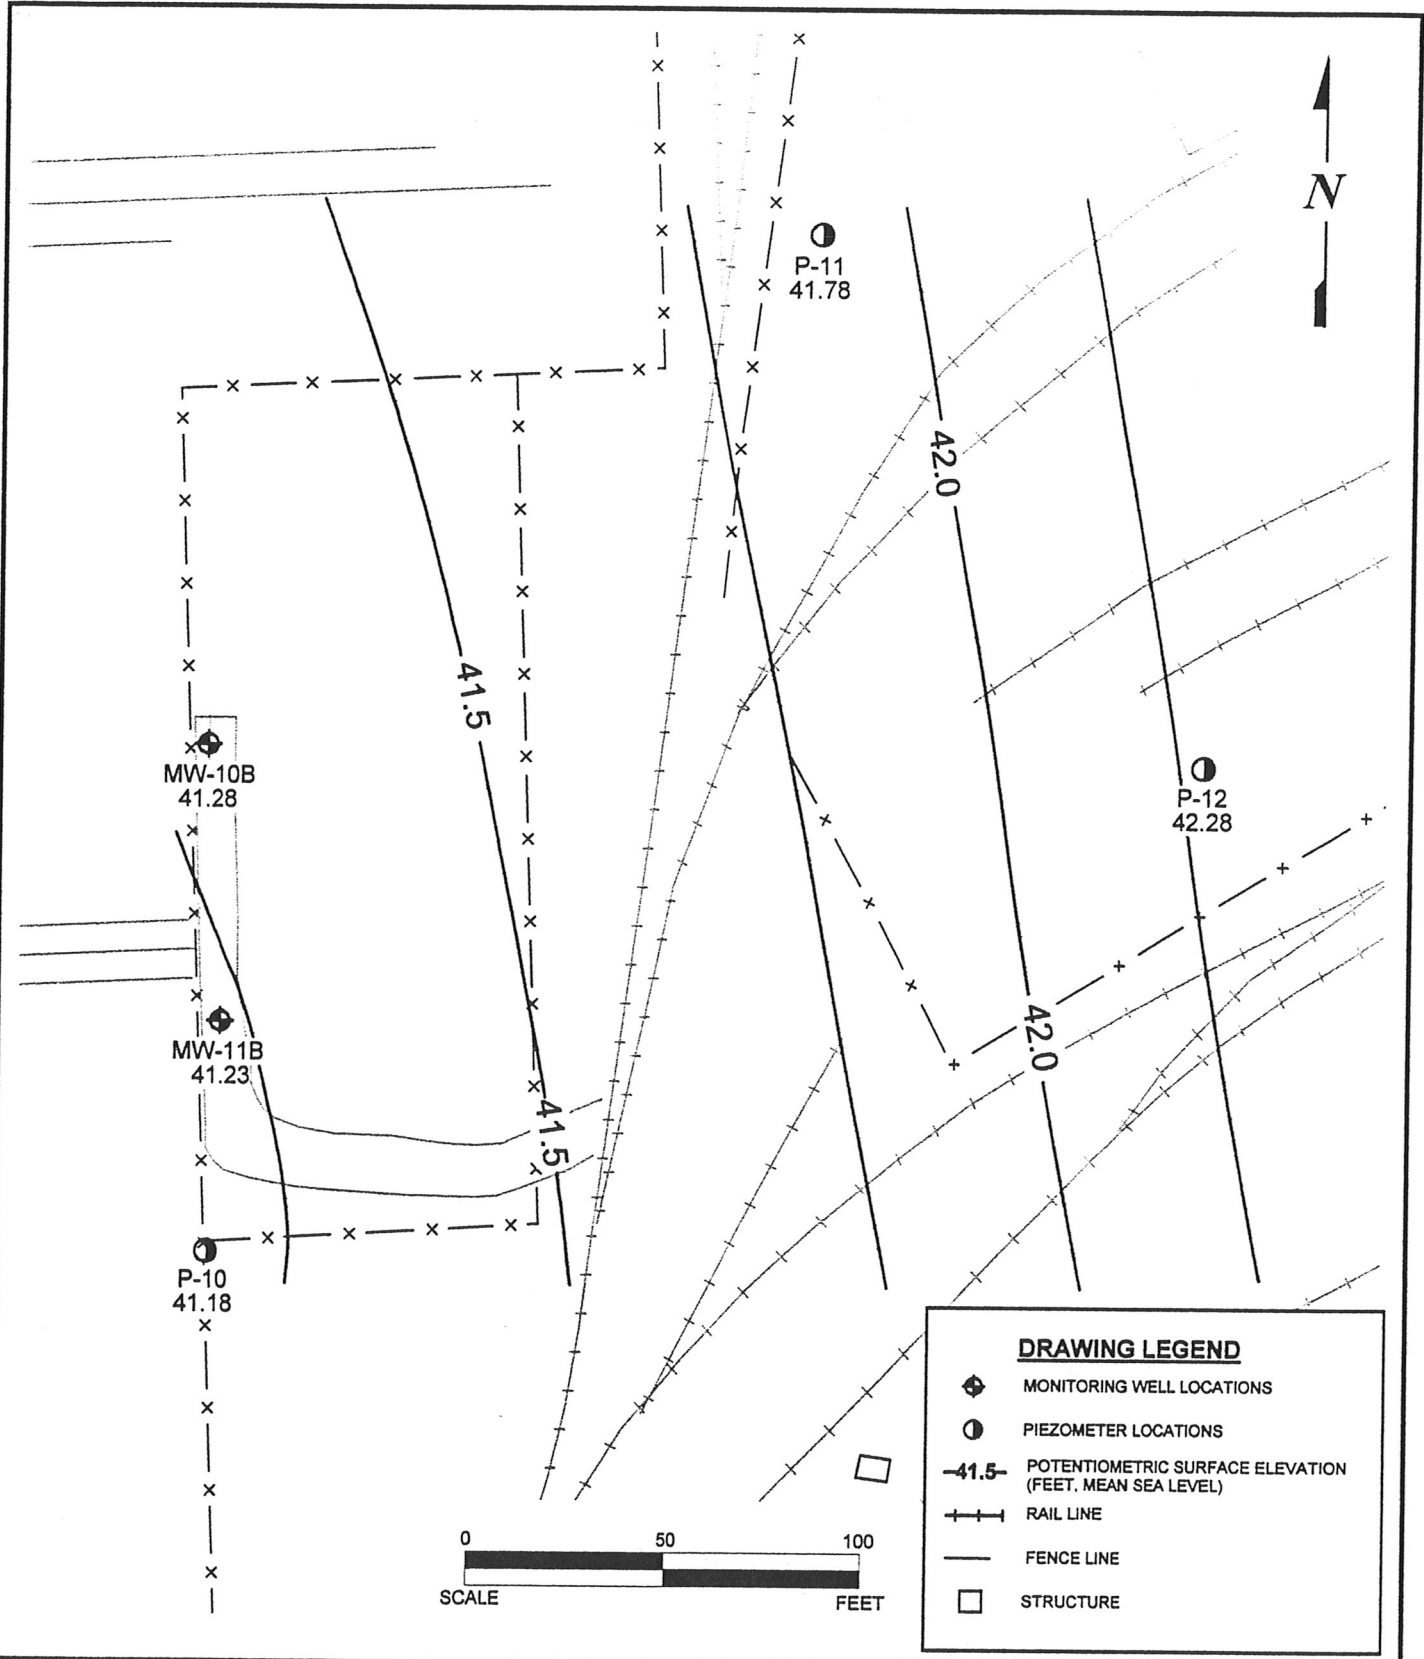 N
P-11
41.78
42.0
41.5
MW-10B
41.28
P-12
42.28
MW-11B
41.23
42.0
41.5
P-10
41.18
DRAWING LEGEND
MONITORING WELL LOCATIONS
PIEZOMETER LOCATIONS
41.5 POTENTIOMETRIC SURFACE ELEVATION
(FEET, MEAN SEA LEVEL)
RAIL LINE
FENCE LINE
STRUCTURE
0 50 100
SCALE FEET